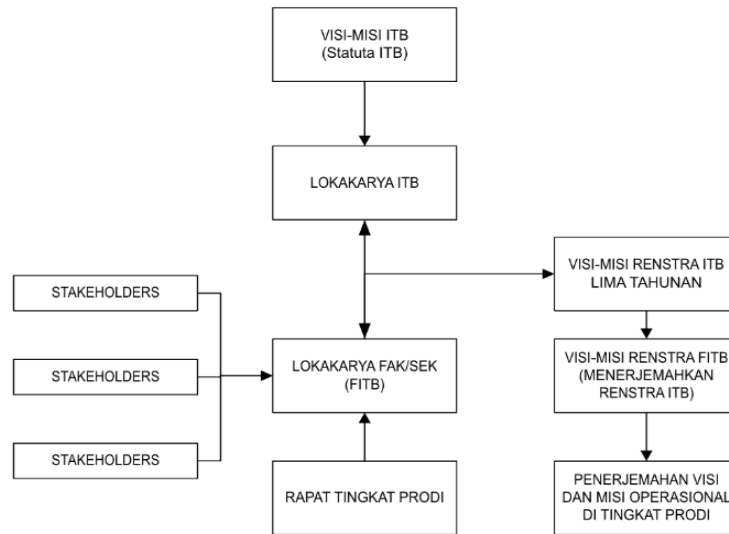 VISI-MISI ITB
(Statuta ITB)
LOKAKARYA ITB
VISI-MISI RENSTRA ITB
LIMA TAHUNAN
STAKEHOLDERS
STAKEHOLDERS
STAKEHOLDERS
LOKAKARYA FAK/SEK
(FITB)
VISI-MISI RENSTRA FITB
(MENERJEMAHKAN
RENSTRA ITB)
RAPAT TINGKAT PRODI
PENERJEMAHAN VISI
DAN MISI OPERASIONAL
DI TINGKAT PRODI